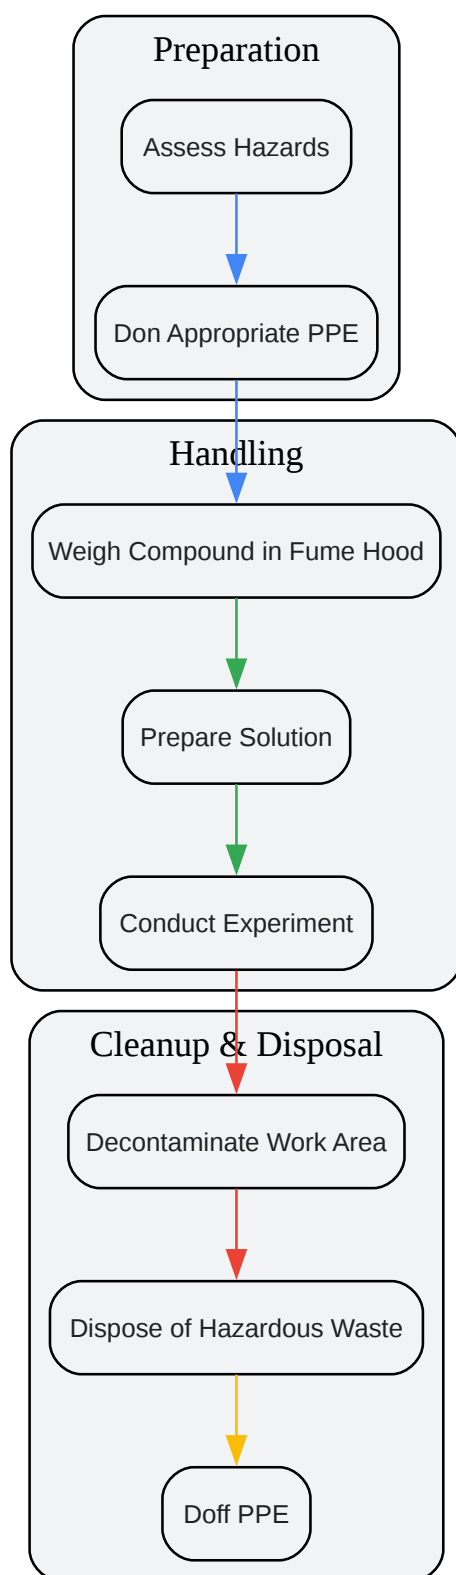 Preparation
Assess Hazards
Don Appropriate PPE
Handling
Weigh Compound in Fume Hood
Prepare Solution
Conduct Experiment
Cleanup & Disposal
Decontaminate Work Area
Dispose of Hazardous Waste
Doff PPE